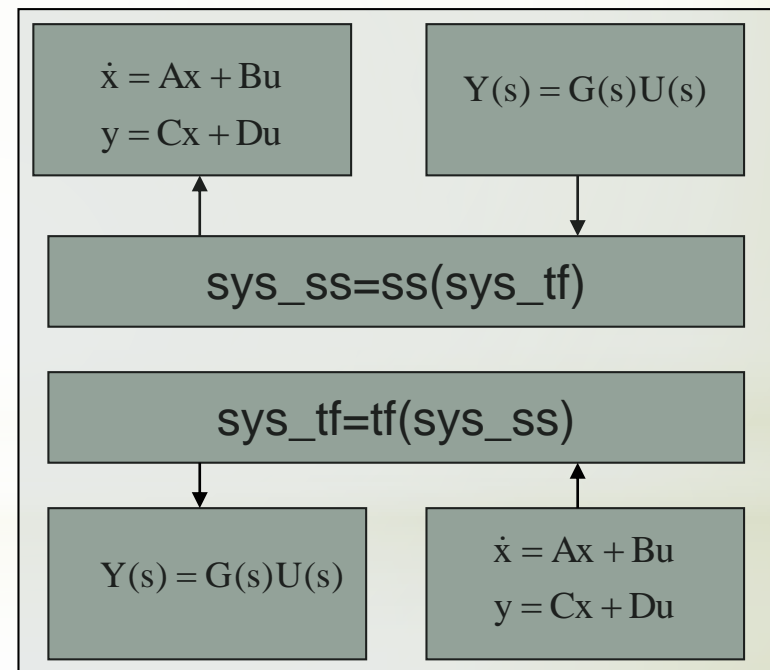 ẋ = Ax + Bu
y = Cx + Du
Y(s) = G(s)U(s)
sys_ss=ss(sys_tf)
sys_tf=tf(sys_ss)
Y(s) = G(s)U(s)
ẋ = Ax + Bu
y = Cx + Du